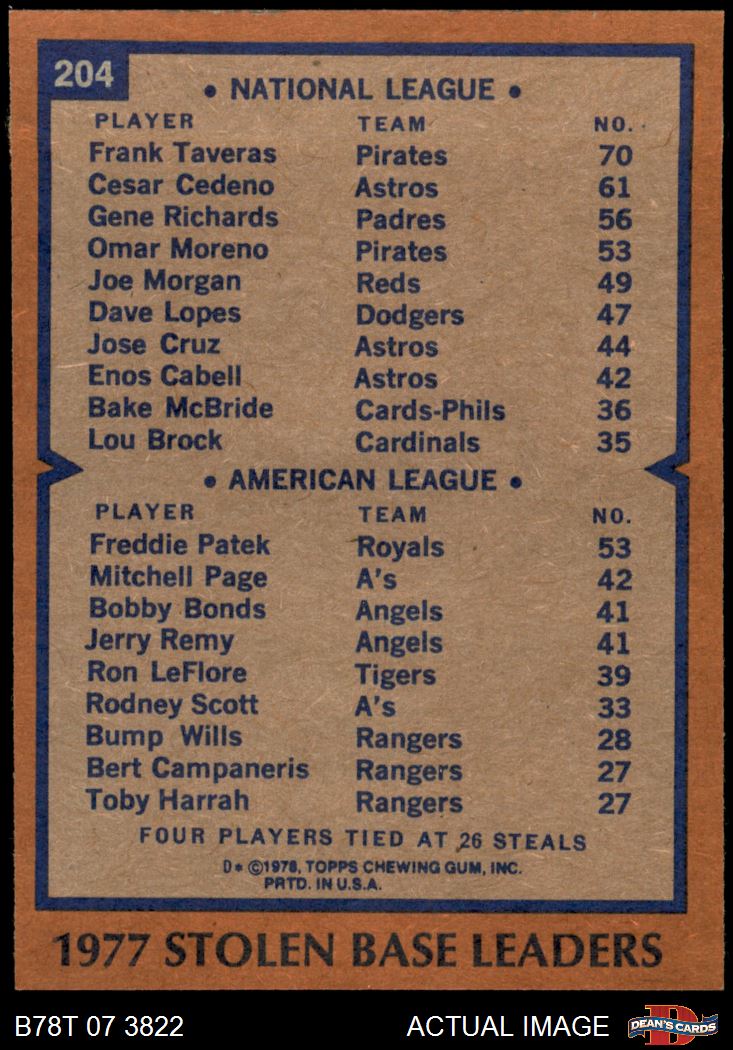 204
• NATIONAL LEAGUE •
PLAYER TEAM NO.
Frank Taveras Pirates 70
Cesar Cedeno Astros 61
Gene Richards Padres 56
Omar Moreno Pirates 53
Joe Morgan Reds 49
Dave Lopes Dodgers 47
Jose Cruz Astros 44
Enos Cabell Astros 42
Bake McBride Cards-Phils 36
Lou Brock Cardinals 35
• AMERICAN LEAGUE •
PLAYER TEAM NO.
Freddie Patek Royals 53
Mitchell Page A's 42
Bobby Bonds Angels 41
Jerry Remy Angels 41
Ron LeFlore Tigers 39
Rodney Scott A's 33
Bump Wills Rangers 28
Bert Campaneris Rangers 27
Toby Harrah Rangers 27
FOUR PLAYERS TIED AT 26 STEALS
D* ©1978, TOPPS CHEWING GUM, INC.
PRTD. IN U.S.A.
1977 STOLEN BASE LEADERS
B78T 07 3822 ACTUAL IMAGE D DEAN'S CARDS